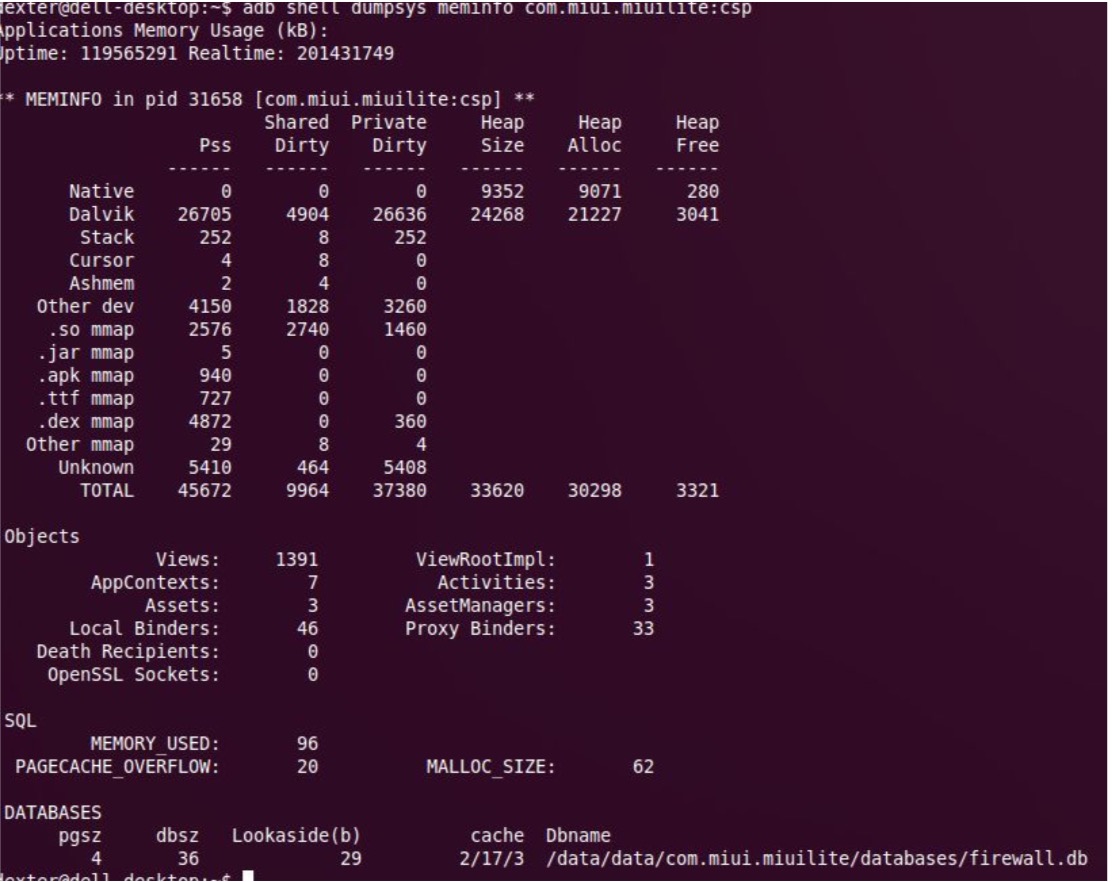 dexter@dell-desktop:~$ adb shell dumpsys meminfo com.miui.miuilite:csp
Applications Memory Usage (kB):
Uptime: 119565291 Realtime: 201431749
** MEMINFO in pid 31658 [com.miui.miuilite:csp] **
Shared Private Heap Heap Heap
Pss Dirty Dirty Size Alloc Free
------ ------ ------ ------ ------ ------
Native 0 0 0 9352 9071 280
Dalvik 26705 4904 26636 24268 21227 3041
Stack 252 8 252
Cursor 4 8 0
Ashmem 2 4 0
Other dev 4150 1828 3260
.so mmap 2576 2740 1460
.jar mmap 5 0 0
.apk mmap 940 0 0
.ttf mmap 727 0 0
.dex mmap 4872 0 360
Other mmap 29 8 4
Unknown 5410 464 5408
TOTAL 45672 9964 37380 33620 30298 3321
Objects
Views: 1391 ViewRootImpl: 1
AppContexts: 7 Activities: 3
Assets: 3 AssetManagers: 3
Local Binders: 46 Proxy Binders: 33
Death Recipients: 0
OpenSSL Sockets: 0
SQL
MEMORY_USED: 96
PAGECACHE_OVERFLOW: 20 MALLOC_SIZE: 62
DATABASES
pgsz dbsz Lookaside(b) cache Dbname
4 36 29 2/17/3 /data/data/com.miui.miuilite/databases/firewall.db
dexter@dell-desktop:~$